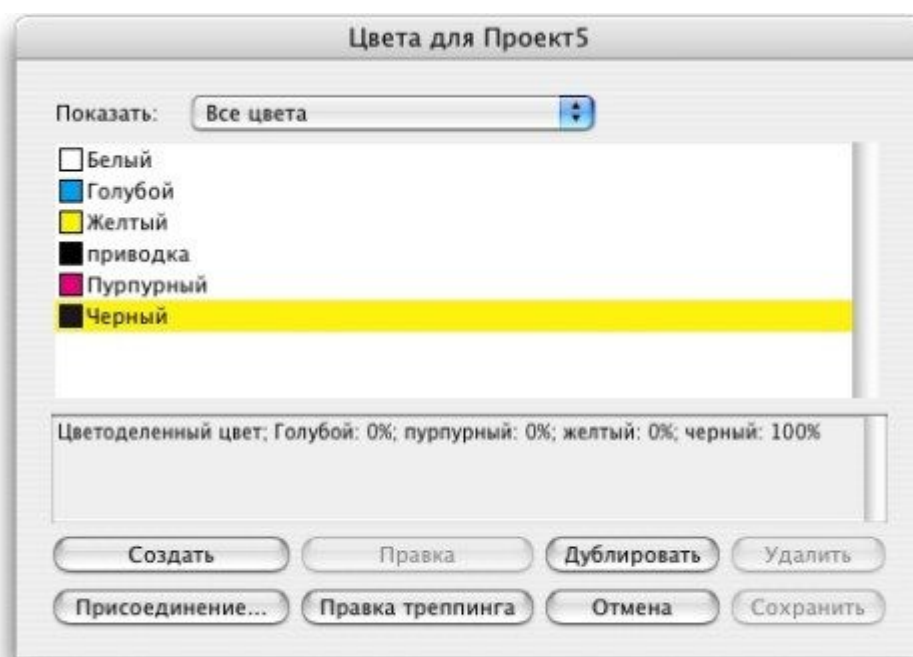 Цвета для Проект5
Показать: Все цвета
Белый
Голубой
Желтый
приводка
Пурпурный
Черный
Цветоделенный цвет; Голубой: 0%; пурпурный: 0%; желтый: 0%; черный: 100%
Создать Правка Дублировать Удалить
Присоединение... Правка треппинга Отмена Сохранить